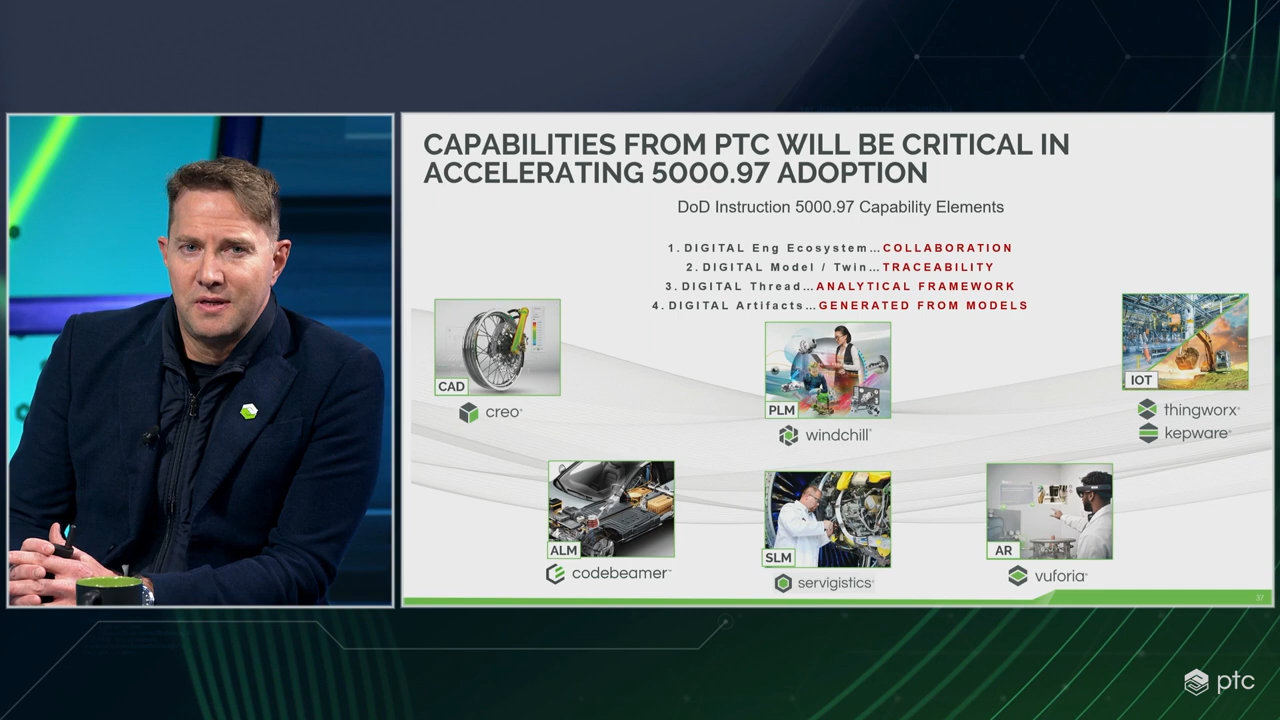 CAPABILITIES FROM PTC WILL BE CRITICAL IN
ACCELERATING 5000.97 ADOPTION
DoD Instruction 5000.97 Capability Elements
1. DIGITAL Eng Ecosystem…COLLABORATION
2. DIGITAL Model / Twin…TRACEABILITY
3. DIGITAL Thread…ANALYTICAL FRAMEWORK
4. DIGITAL Artifacts…GENERATED FROM MODELS
CAD
creo®
PLM
windchill®
IOT
thingworx®
kepware®
ALM
codebeamer™
SLM
servigistics®
AR
vuforia®
37
ptc